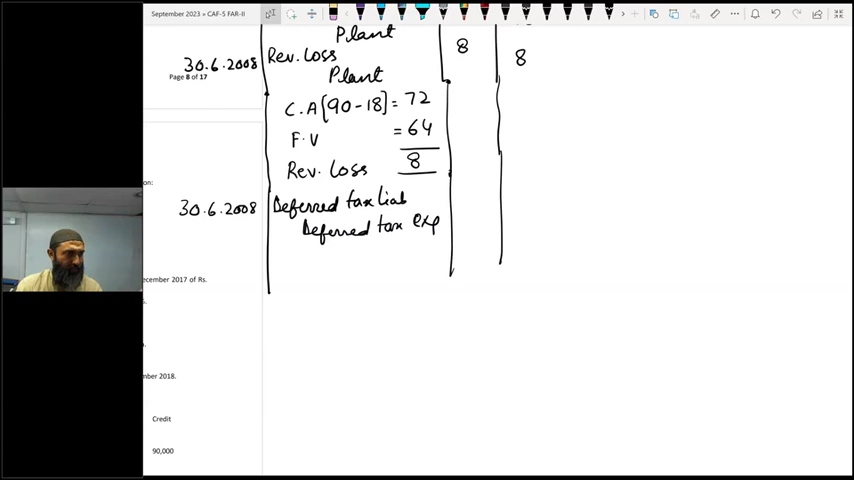 September 2023 » CAF-5 FAR-II
Plant
30.6.2008 Rev. Loss 8
Plant 8
Page 8 of 17
C.A [90-18] = 72
F.V = 64
Rev. Loss 8
on:
30.6.2008 Deferred tax Liab
Deferred tax exp
ecember 2017 of Rs.
s.
n.
mber 2018.
Credit
90,000